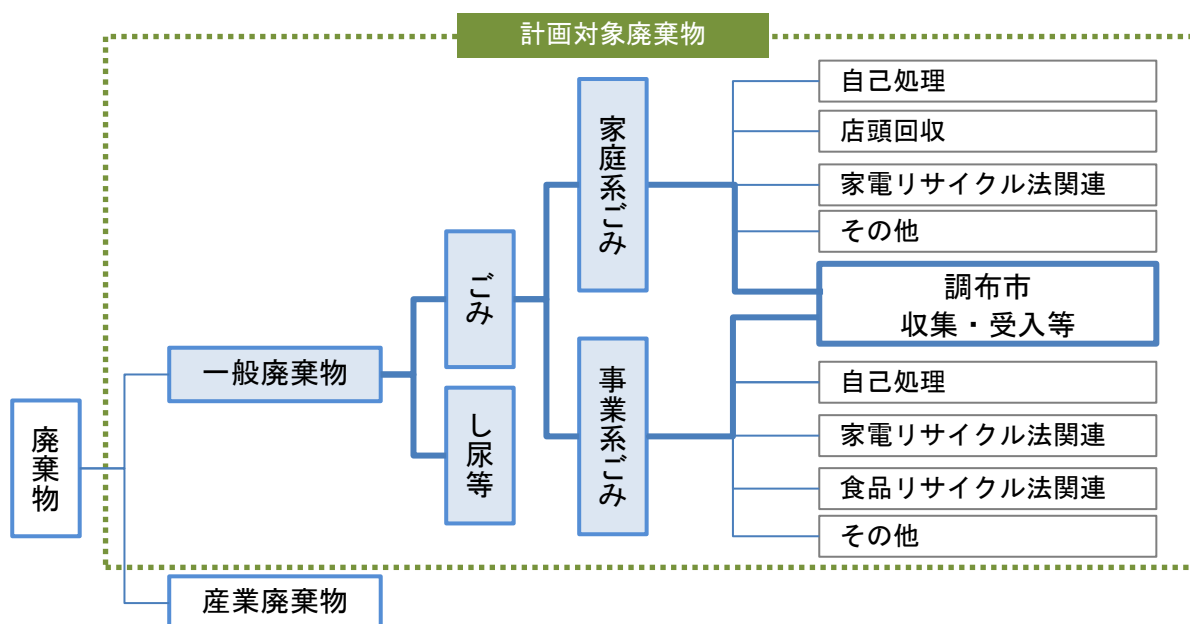 計画対象廃棄物
廃棄物
一般廃棄物
産業廃棄物
ごみ
し尿等
家庭系ごみ
事業系ごみ
自己処理
店頭回収
家電リサイクル法関連
その他
調布市
収集・受入等
自己処理
家電リサイクル法関連
食品リサイクル法関連
その他